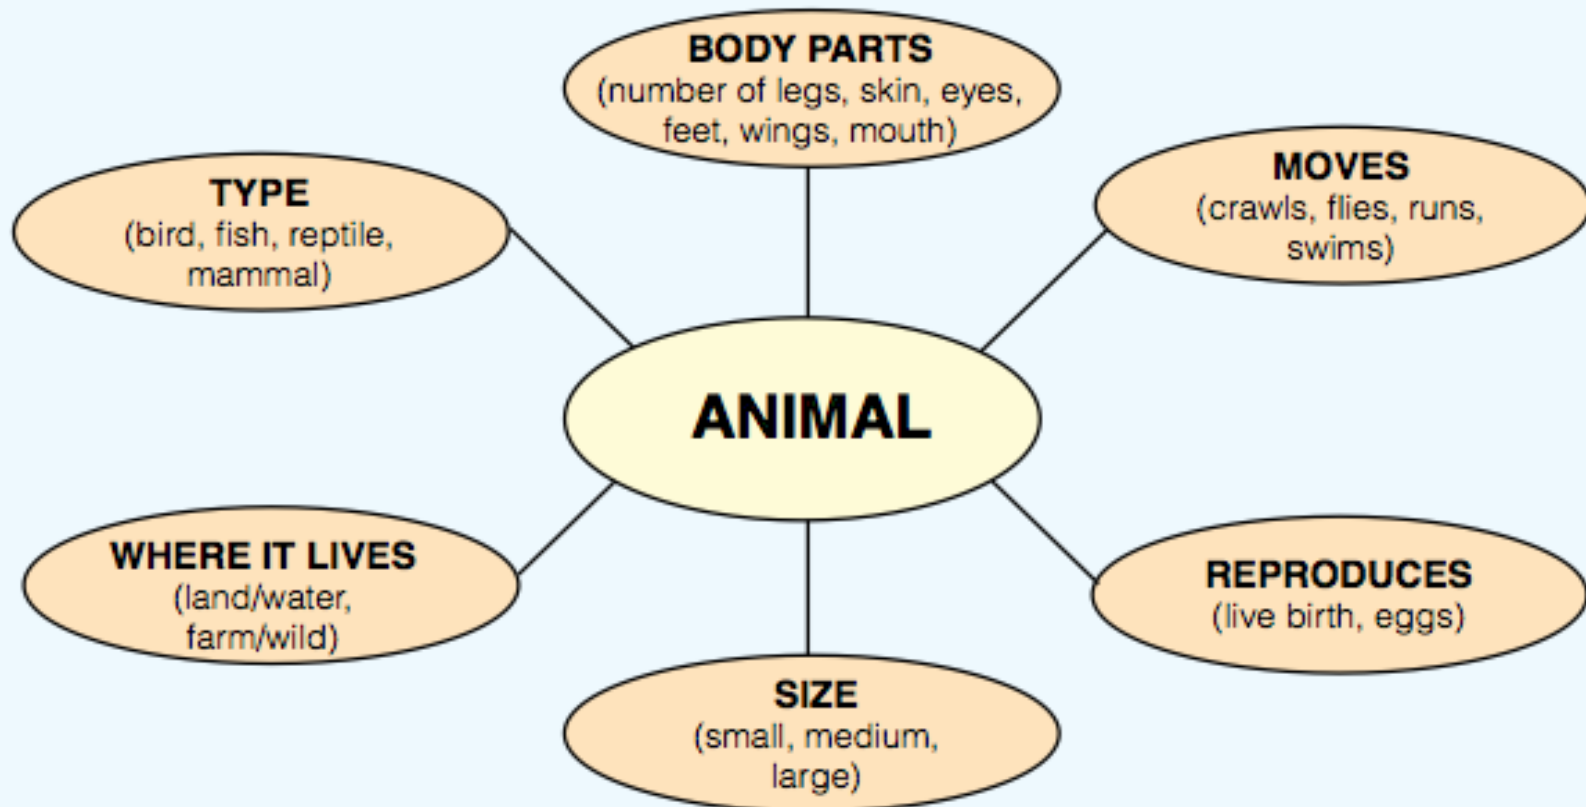 BODY PARTS
(number of legs, skin, eyes,
feet, wings, mouth)
TYPE
(bird, fish, reptile,
mammal)
MOVES
(crawls, flies, runs,
swims)
ANIMAL
WHERE IT LIVES
(land/water,
farm/wild)
REPRODUCES
(live birth, eggs)
SIZE
(small, medium,
large)